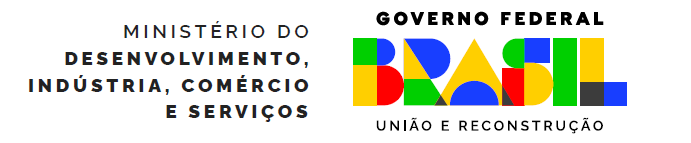 MINISTÉRIO DO
DESENVOLVIMENTO,
INDÚSTRIA, COMÉRCIO
E SERVIÇOS
GOVERNO FEDERAL
BRASIL
UNIÃO E RECONSTRUÇÃO